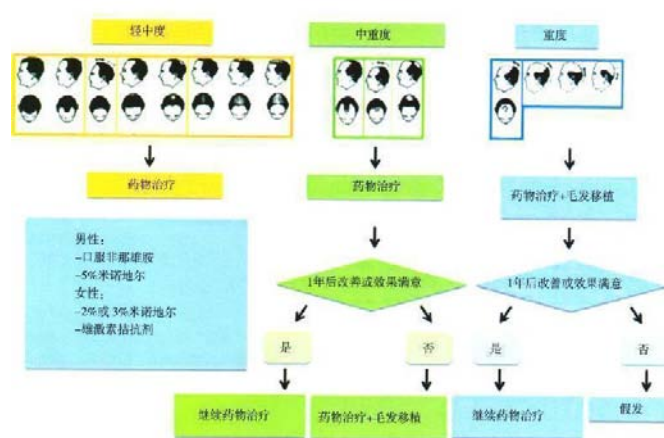 轻中度
中重度
重度
药物治疗
药物治疗
药物治疗+毛发移植
男性:
-口服非那雄胺
-5%米诺地尔
女性:
-2%或3%米诺地尔
-雄激素拮抗剂
1年后改善或效果满意
1年后改善或效果满意
是
否
是
否
继续药物治疗
药物治疗+毛发移植
继续药物治疗
假发